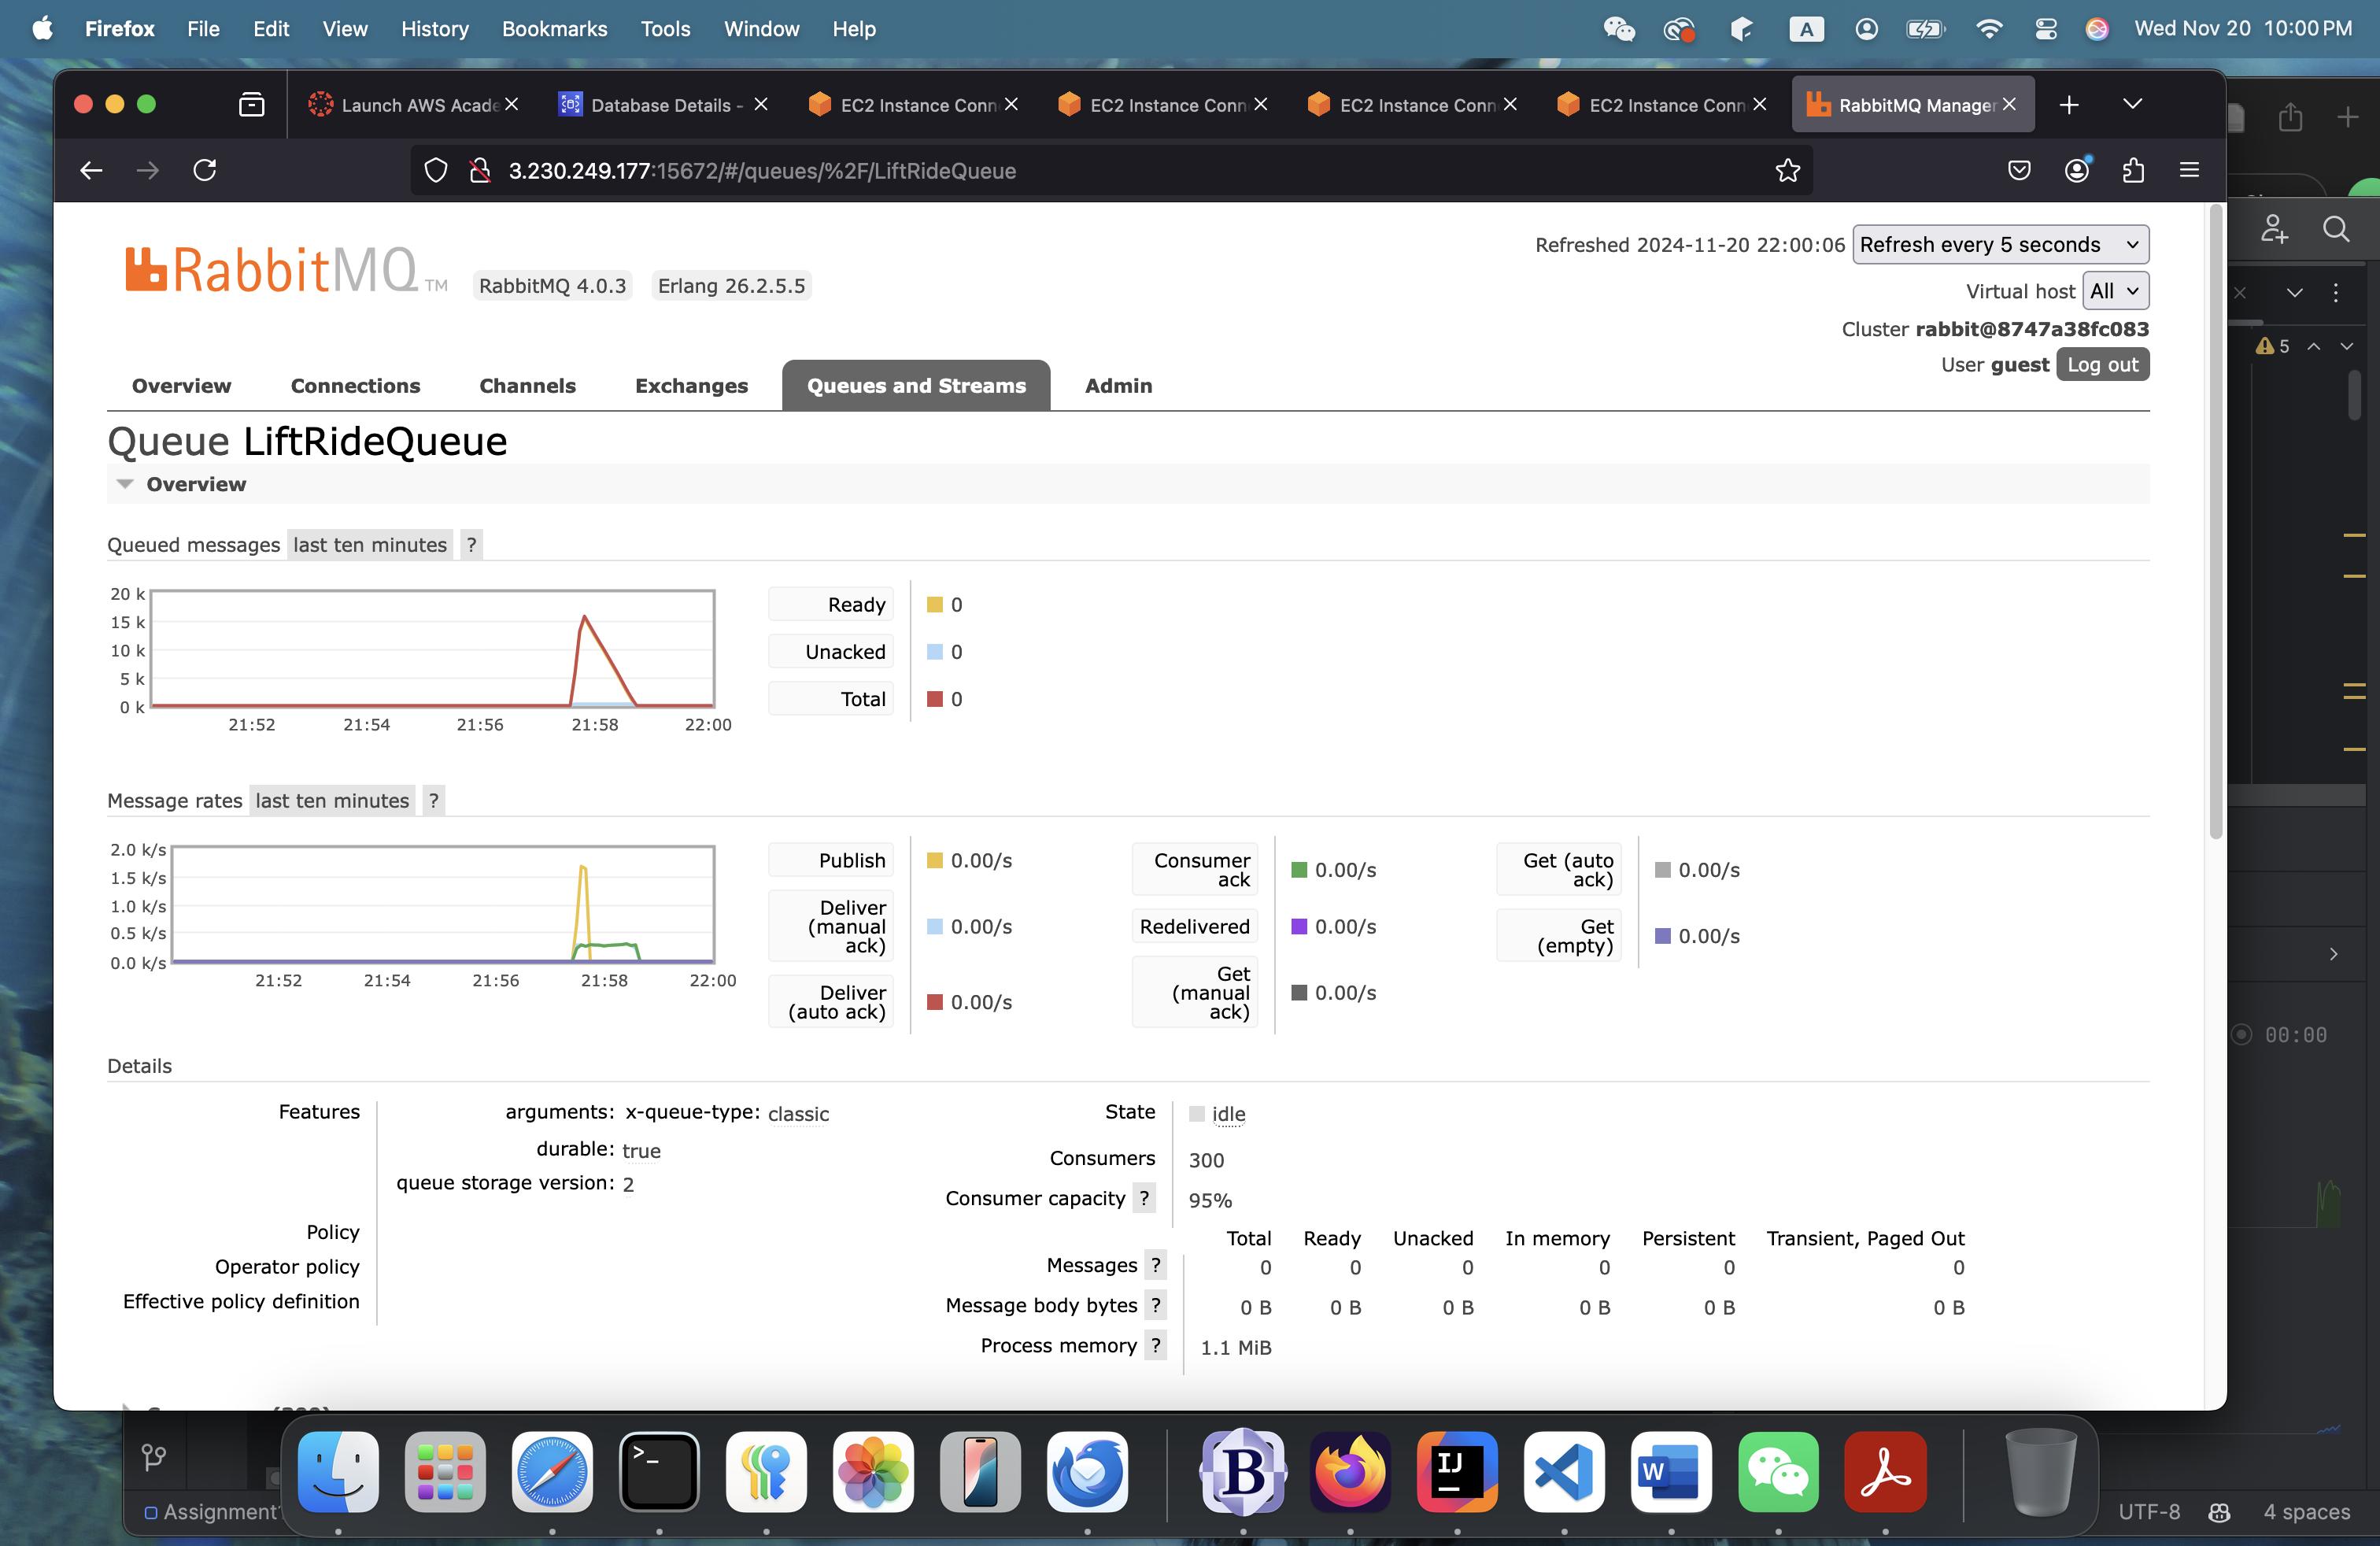 Firefox File Edit View History Bookmarks Tools Window Help A Wed Nov 20 10:00 PM
Launch AWS Acade Database Details - EC2 Instance Conn EC2 Instance Conn EC2 Instance Conn EC2 Instance Conn RabbitMQ Manager
3.230.249.177:15672/#/queues/%2F/LiftRideQueue
RabbitMQ TM RabbitMQ 4.0.3 Erlang 26.2.5.5
Refreshed 2024-11-20 22:00:06 Refresh every 5 seconds
Virtual host All
Cluster rabbit@8747a38fc083
User guest Log out
5
Overview Connections Channels Exchanges Queues and Streams Admin
Queue LiftRideQueue
Overview
Queued messages last ten minutes ?
20 k
15 k
10 k
5 k
0 k
21:52 21:54 21:56 21:58 22:00
Ready 0
Unacked 0
Total 0
Message rates last ten minutes ?
2.0 k/s
1.5 k/s
1.0 k/s
0.5 k/s
0.0 k/s
21:52 21:54 21:56 21:58 22:00
Publish 0.00/s
Deliver (manual ack) 0.00/s
Deliver (auto ack) 0.00/s
Consumer ack 0.00/s
Redelivered 0.00/s
Get (manual ack) 0.00/s
Get (auto ack) 0.00/s
Get (empty) 0.00/s
00:00
Details
Features
arguments: x-queue-type: classic
durable: true
queue storage version: 2
Policy
Operator policy
Effective policy definition
State idle
Consumers 300
Consumer capacity ? 95%
Total Ready Unacked In memory Persistent Transient, Paged Out
Messages ? 0 0 0 0 0 0
Message body bytes ? 0 B 0 B 0 B 0 B 0 B 0 B
Process memory ? 1.1 MiB
>_
B
IJ
W
Assignment
UTF-8 4 spaces